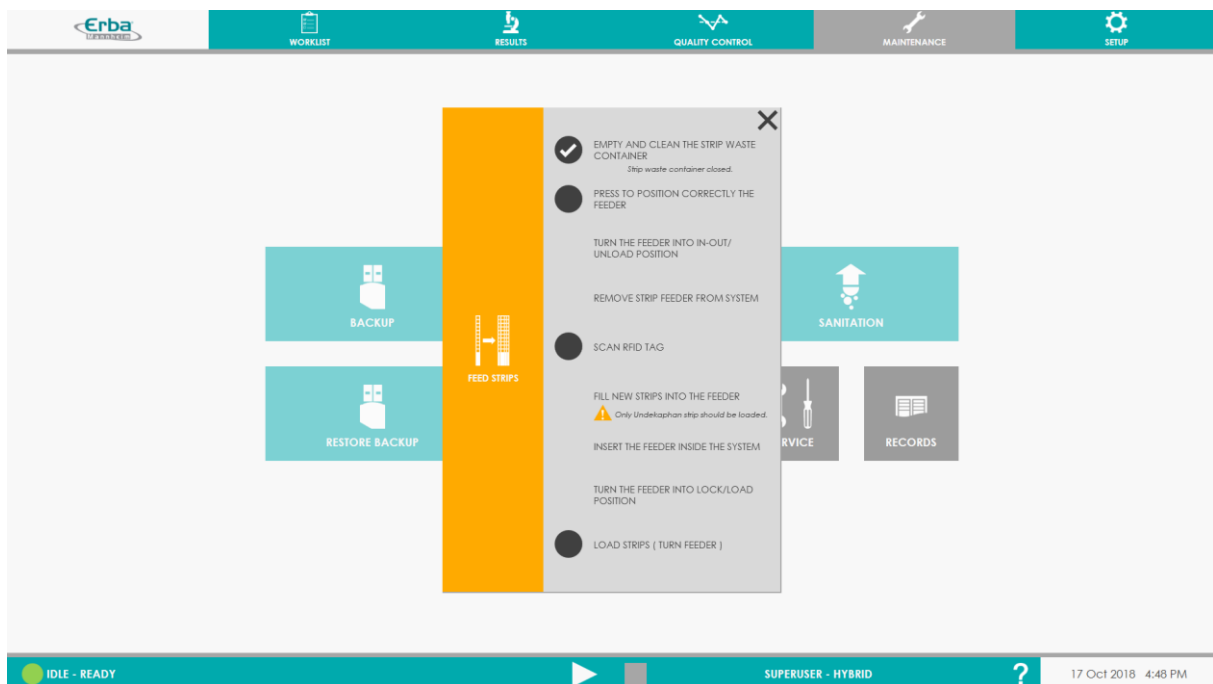 Erba
Mannheim
WORKLIST
RESULTS
QUALITY CONTROL
MAINTENANCE
SETUP
EMPTY AND CLEAN THE STRIP WASTE
CONTAINER
Strip waste container closed.
PRESS TO POSITION CORRECTLY THE
FEEDER
TURN THE FEEDER INTO IN-OUT/
UNLOAD POSITION
REMOVE STRIP FEEDER FROM SYSTEM
SCAN RFID TAG
FILL NEW STRIPS INTO THE FEEDER
Only Undekaphan strip should be loaded.
INSERT THE FEEDER INSIDE THE SYSTEM
TURN THE FEEDER INTO LOCK/LOAD
POSITION
LOAD STRIPS ( TURN FEEDER )
FEED STRIPS
BACKUP
SANITATION
RESTORE BACKUP
RVICE
RECORDS
IDLE - READY
SUPERUSER - HYBRID
?
17 Oct 2018 4:48 PM